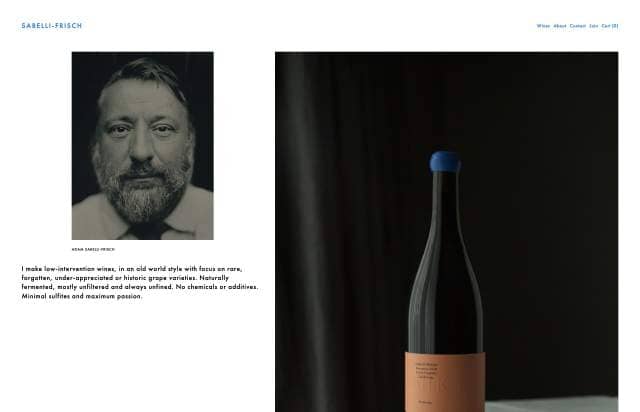 SABELLI-FRISCH
Wines About Contact Join Cart (0)
ADAM SABELLI-FRISCH
I make low-intervention wines, in an old world style with focus on rare,
forgotten, under-appreciated or historic grape varieties. Naturally
fermented, mostly unfiltered and always unfined. No chemicals or additives.
Minimal sulfites and maximum passion.